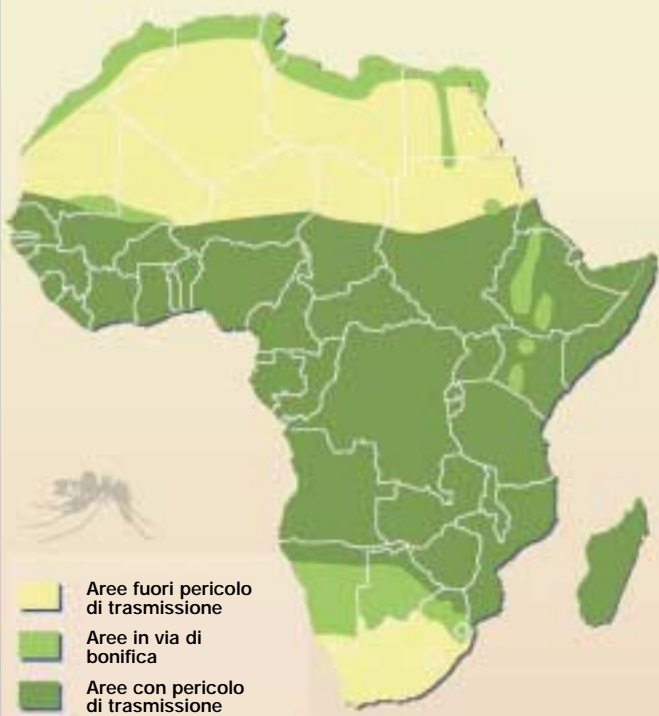 Aree fuori pericolo
di trasmissione
Aree in via di
bonifica
Aree con pericolo
di trasmissione